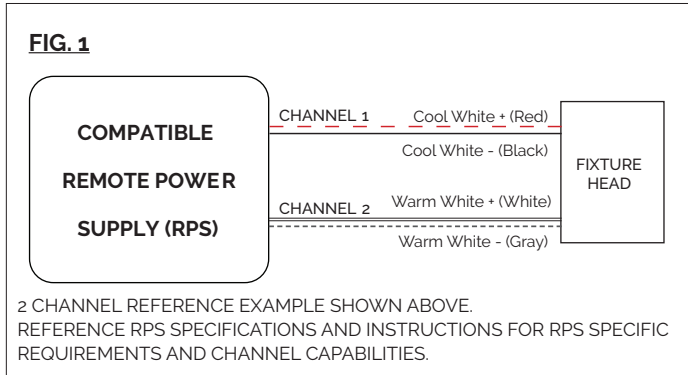 FIG. 1
COMPATIBLE
REMOTE POWER
SUPPLY (RPS)
CHANNEL 1
Cool White + (Red)
Cool White - (Black)
CHANNEL 2
Warm White + (White)
Warm White - (Gray)
FIXTURE
HEAD
2 CHANNEL REFERENCE EXAMPLE SHOWN ABOVE.
REFERENCE RPS SPECIFICATIONS AND INSTRUCTIONS FOR RPS SPECIFIC
REQUIREMENTS AND CHANNEL CAPABILITIES.